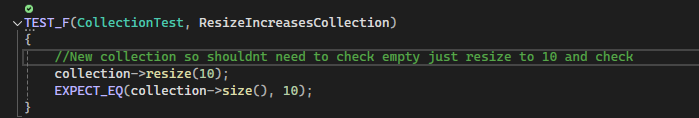 TEST_F(CollectionTest, ResizeIncreasesCollection)
{
//New collection so shouldnt need to check empty just resize to 10 and check
collection->resize(10);
EXPECT_EQ(collection->size(), 10);
}